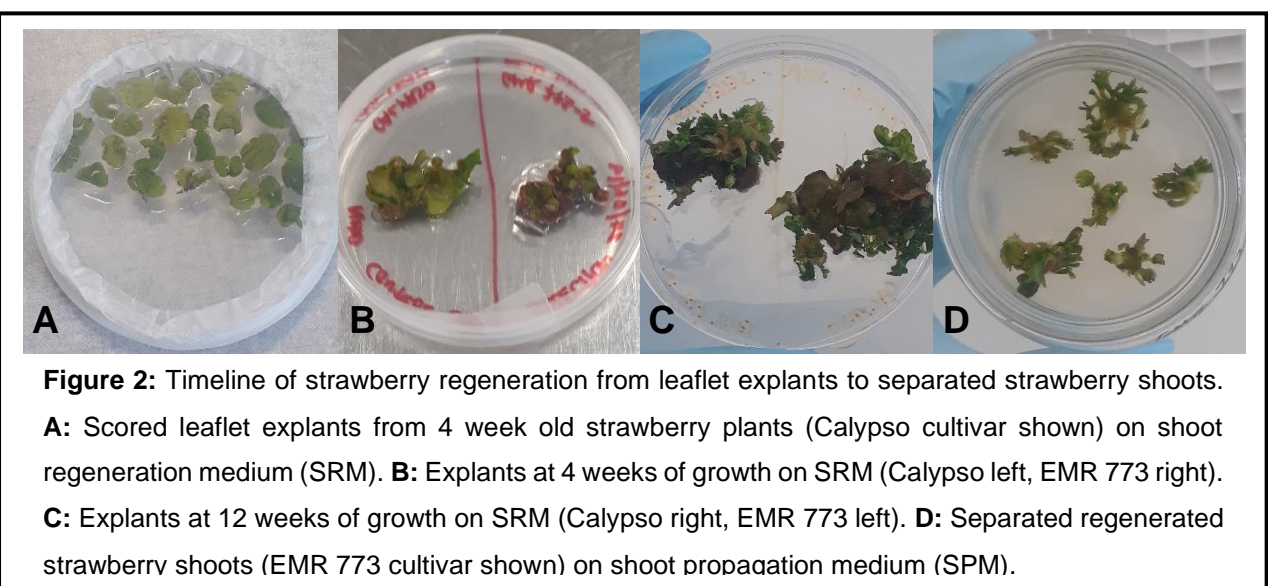 A
B
C
D
Figure 2: Timeline of strawberry regeneration from leaflet explants to separated strawberry shoots.
A: Scored leaflet explants from 4 week old strawberry plants (Calypso cultivar shown) on shoot
regeneration medium (SRM). B: Explants at 4 weeks of growth on SRM (Calypso left, EMR 773 right).
C: Explants at 12 weeks of growth on SRM (Calypso right, EMR 773 left). D: Separated regenerated
strawberry shoots (EMR 773 cultivar shown) on shoot propagation medium (SPM).